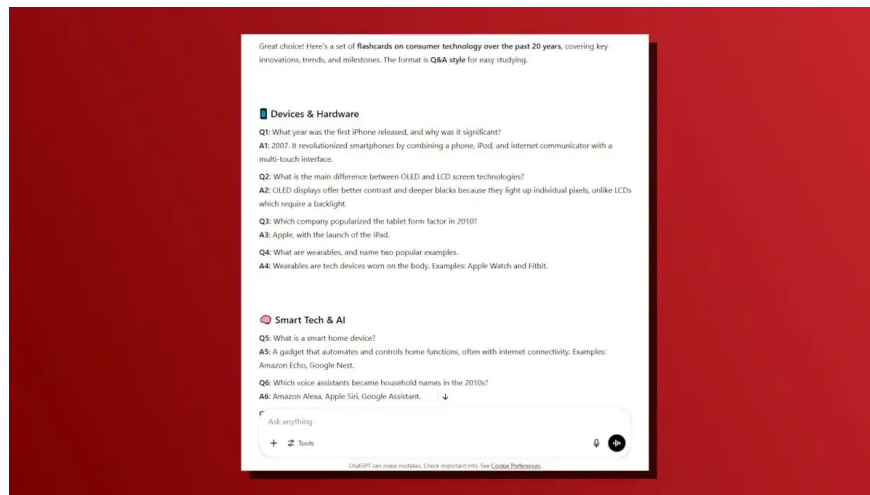 Great choice! Here's a set of flashcards on consumer technology over the past 20 years, covering key
innovations, trends, and milestones. The format is Q&A style for easy studying.
Devices & Hardware
Q1: What year was the first iPhone released, and why was it significant?
A1: 2007. It revolutionized smartphones by combining a phone, iPod, and internet communicator with a
multi-touch interface.
Q2: What is the main difference between OLED and LCD screen technologies?
A2: OLED displays offer better contrast and deeper blacks because they light up individual pixels, unlike LCDs
which require a backlight.
Q3: Which company popularized the tablet form factor in 2010?
A3: Apple, with the launch of the iPad.
Q4: What are wearables, and name two popular examples.
A4: Wearables are tech devices worn on the body. Examples: Apple Watch and Fitbit.
Smart Tech & AI
Q5: What is a smart home device?
A5: A gadget that automates and controls home functions, often with internet connectivity. Examples:
Amazon Echo, Google Nest.
Q6: Which voice assistants became household names in the 2010s?
A6: Amazon Alexa, Apple Siri, Google Assistant.
Ask anything
Tools
ChatGPT can make mistakes. Check important info. See Cookie Preferences.